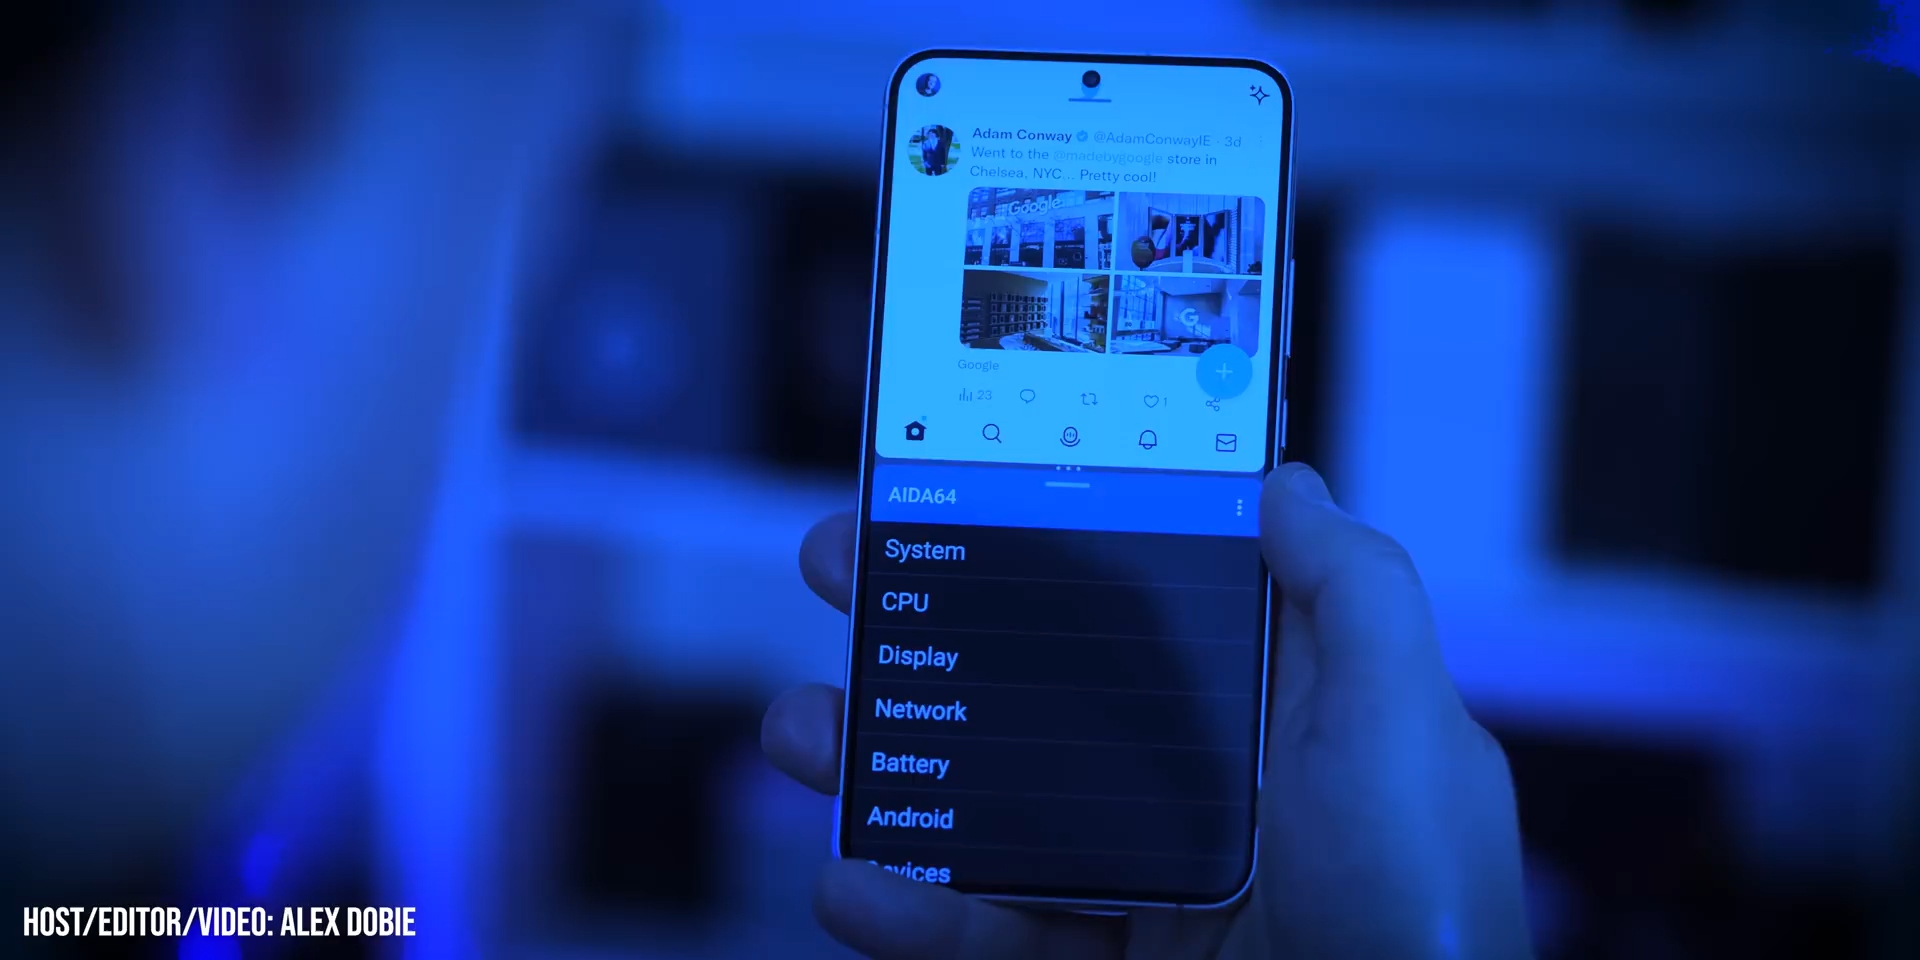 Adam Conway @AdamConwayIE · 3d
Went to the @madebygoogle store in
Chelsea, NYC... Pretty cool!
Google
G
Google
23
1
AIDA64
System
CPU
Display
Network
Battery
Android
evices
HOST/EDITOR/VIDEO: ALEX DOBIE